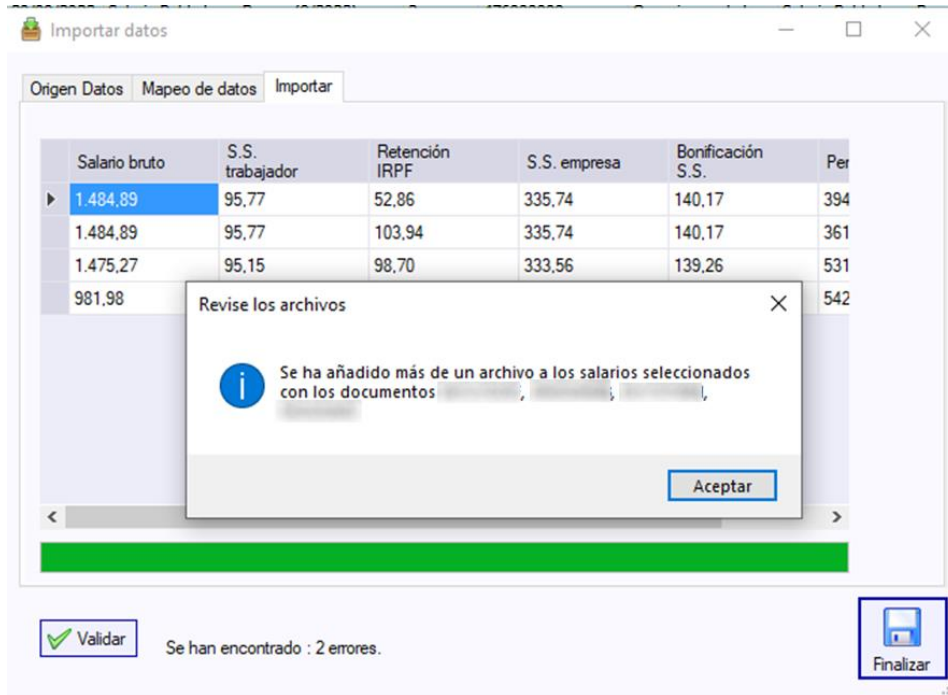 Importar datos
Origen Datos Mapeo de datos Importar
Salario bruto S.S. trabajador Retención IRPF S.S. empresa Bonificación S.S. Per
1.484,89 95,77 52,86 335,74 140,17 394
1.484,89 95,77 103,94 335,74 140,17 361
1.475,27 95,15 98,70 333,56 139,26 531
981,98 542
Revise los archivos
Se ha añadido más de un archivo a los salarios seleccionados
con los documentos , , ,
Aceptar
Validar Se han encontrado : 2 errores.
Finalizar